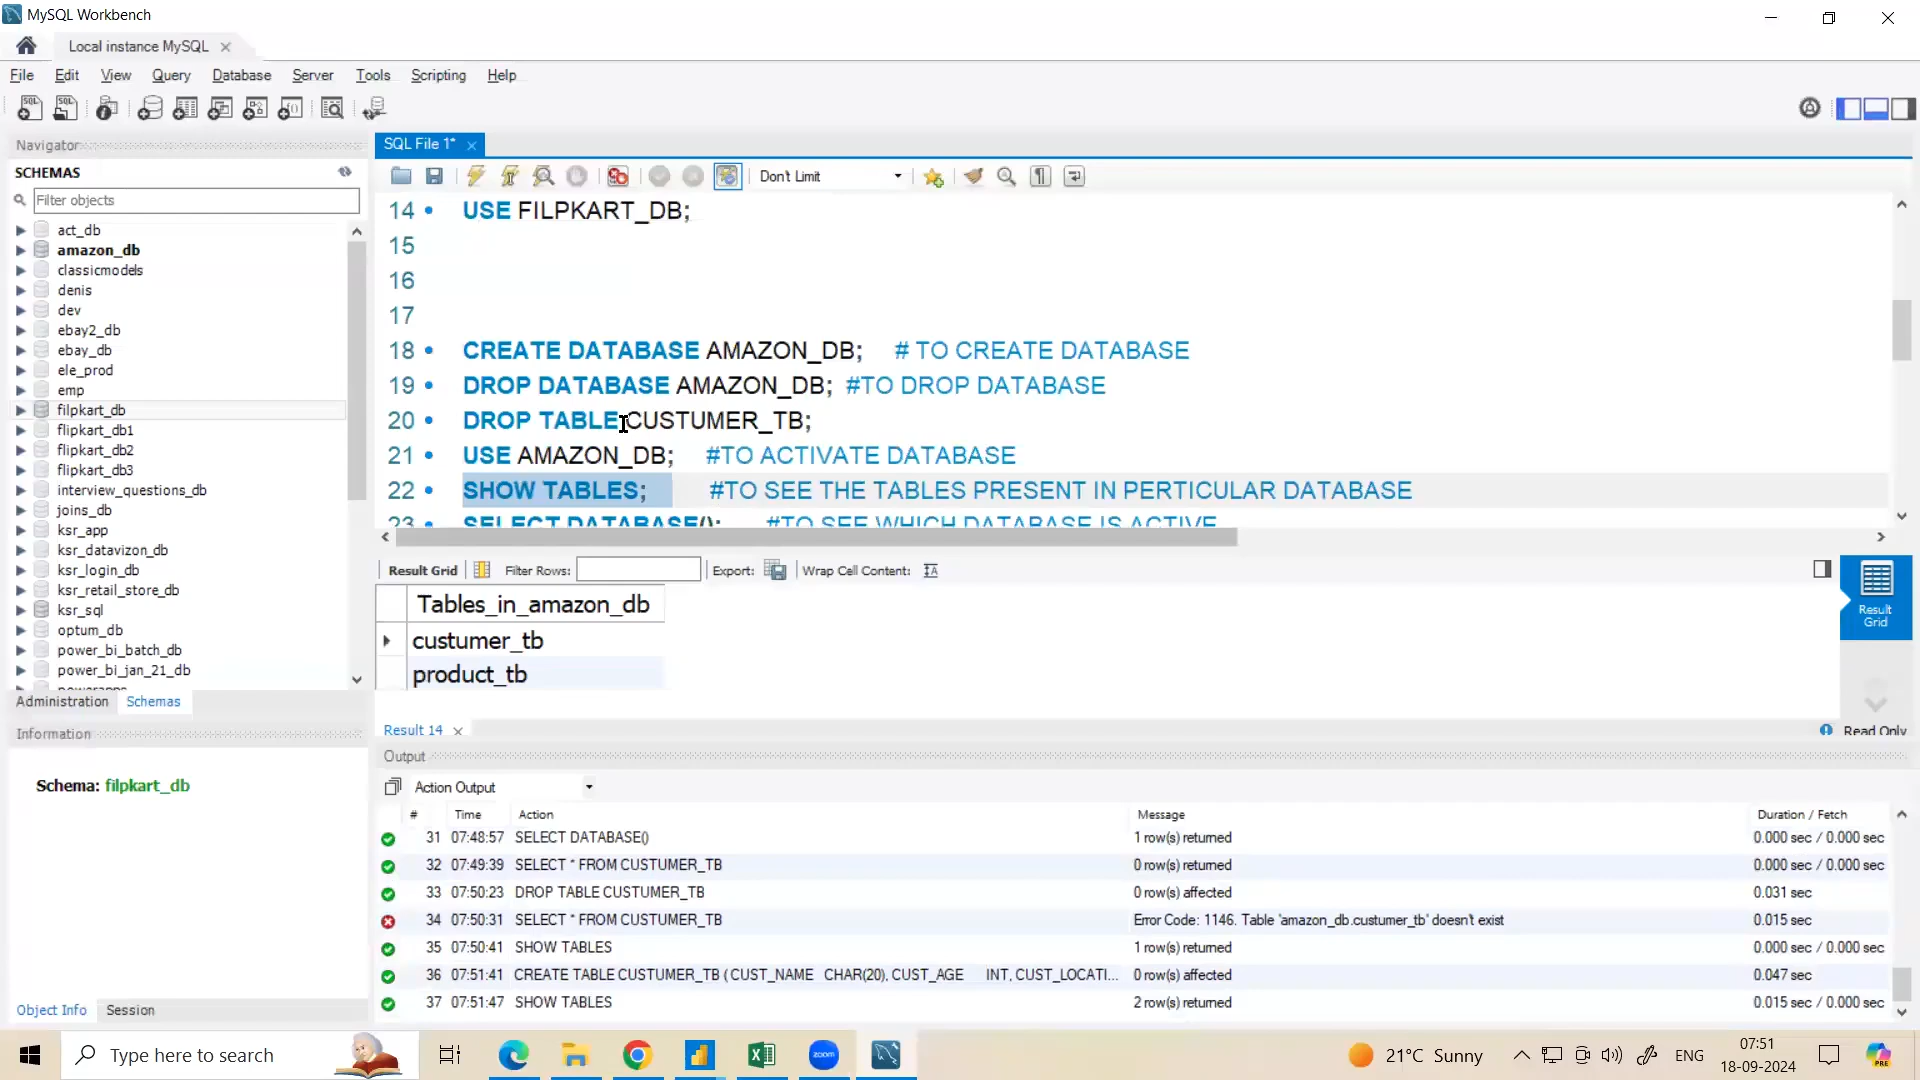 MySQL Workbench
Local instance MySQL
File Edit View Query Database Server Tools Scripting Help
Navigator
SCHEMAS
Filter objects
act_db
amazon_db
classicmodels
denis
dev
ebay2_db
ebay_db
ele_prod
emp
filpkart_db
flipkart_db1
flipkart_db2
flipkart_db3
interview_questions_db
joins_db
ksr_app
ksr_datavizon_db
ksr_login_db
ksr_retail_store_db
ksr_sql
optum_db
power_bi_batch_db
power_bi_jan_21_db
powerapps
Administration Schemas
Information
Schema: filpkart_db
Object Info Session
SQL File 1*
Don't Limit
14 USE FILPKART_DB;
15
16
17
18 CREATE DATABASE AMAZON_DB; # TO CREATE DATABASE
19 DROP DATABASE AMAZON_DB; #TO DROP DATABASE
20 DROP TABLE CUSTUMER_TB;
21 USE AMAZON_DB; #TO ACTIVATE DATABASE
22 SHOW TABLES; #TO SEE THE TABLES PRESENT IN PERTICULAR DATABASE
23 SELECT DATABASE(); #TO SEE WHICH DATABASE IS ACTIVE
Result Grid Filter Rows: Export: Wrap Cell Content:
Tables_in_amazon_db
custumer_tb
product_tb
Result Grid
Result 14
Read Only
Output
Action Output
# Time Action Message Duration / Fetch
31 07:48:57 SELECT DATABASE() 1 row(s) returned 0.000 sec / 0.000 sec
32 07:49:39 SELECT * FROM CUSTUMER_TB 0 row(s) returned 0.000 sec / 0.000 sec
33 07:50:23 DROP TABLE CUSTUMER_TB 0 row(s) affected 0.031 sec
34 07:50:31 SELECT * FROM CUSTUMER_TB Error Code: 1146. Table 'amazon_db.custumer_tb' doesn't exist 0.015 sec
35 07:50:41 SHOW TABLES 1 row(s) returned 0.000 sec / 0.000 sec
36 07:51:41 CREATE TABLE CUSTUMER_TB ( CUST_NAME CHAR(20), CUST_AGE INT, CUST_LOCATI... 0 row(s) affected 0.047 sec
37 07:51:47 SHOW TABLES 2 row(s) returned 0.015 sec / 0.000 sec
Type here to search
zoom
21°C Sunny
ENG
07:51
18-09-2024
PRE